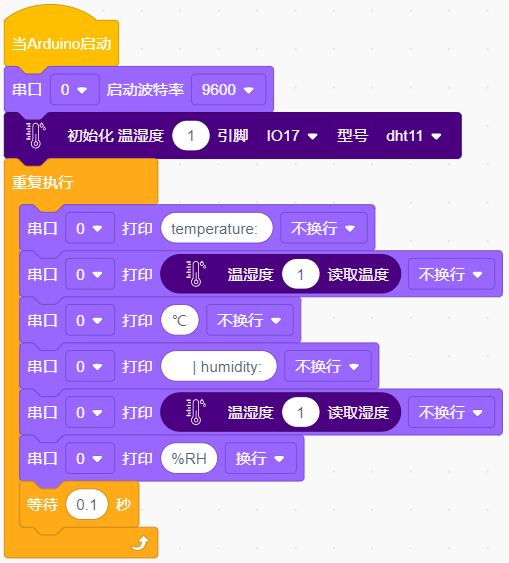 当Arduino启动
串口 0 启动波特率 9600
初始化 温湿度 1 引脚 IO17 型号 dht11
重复执行
串口 0 打印 temperature: 不换行
串口 0 打印 温湿度 1 读取温度 不换行
串口 0 打印 ℃ 不换行
串口 0 打印 | humidity: 不换行
串口 0 打印 温湿度 1 读取湿度 不换行
串口 0 打印 %RH 换行
等待 0.1 秒